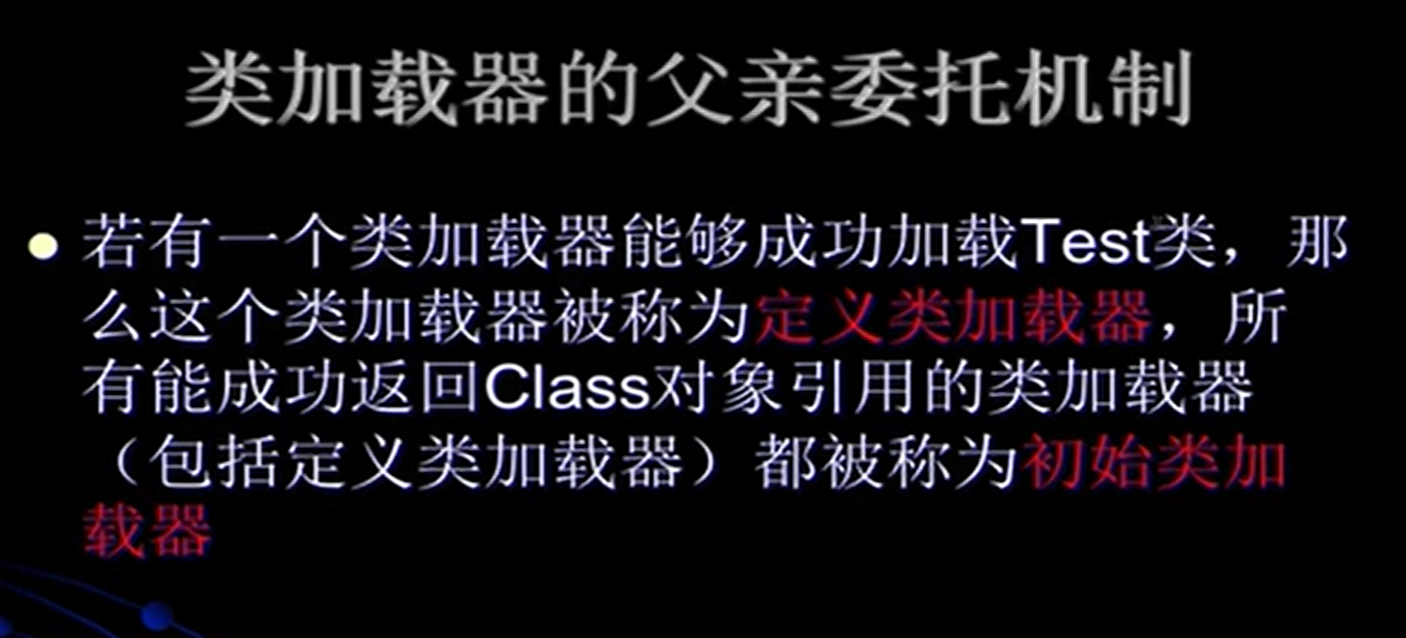 类加载器的父亲委托机制
若有一个类加载器能够成功加载Test类，那
么这个类加载器被称为定义类加载器，所
有能成功返回Class对象引用的类加载器
（包括定义类加载器）都被称为初始类加
载器